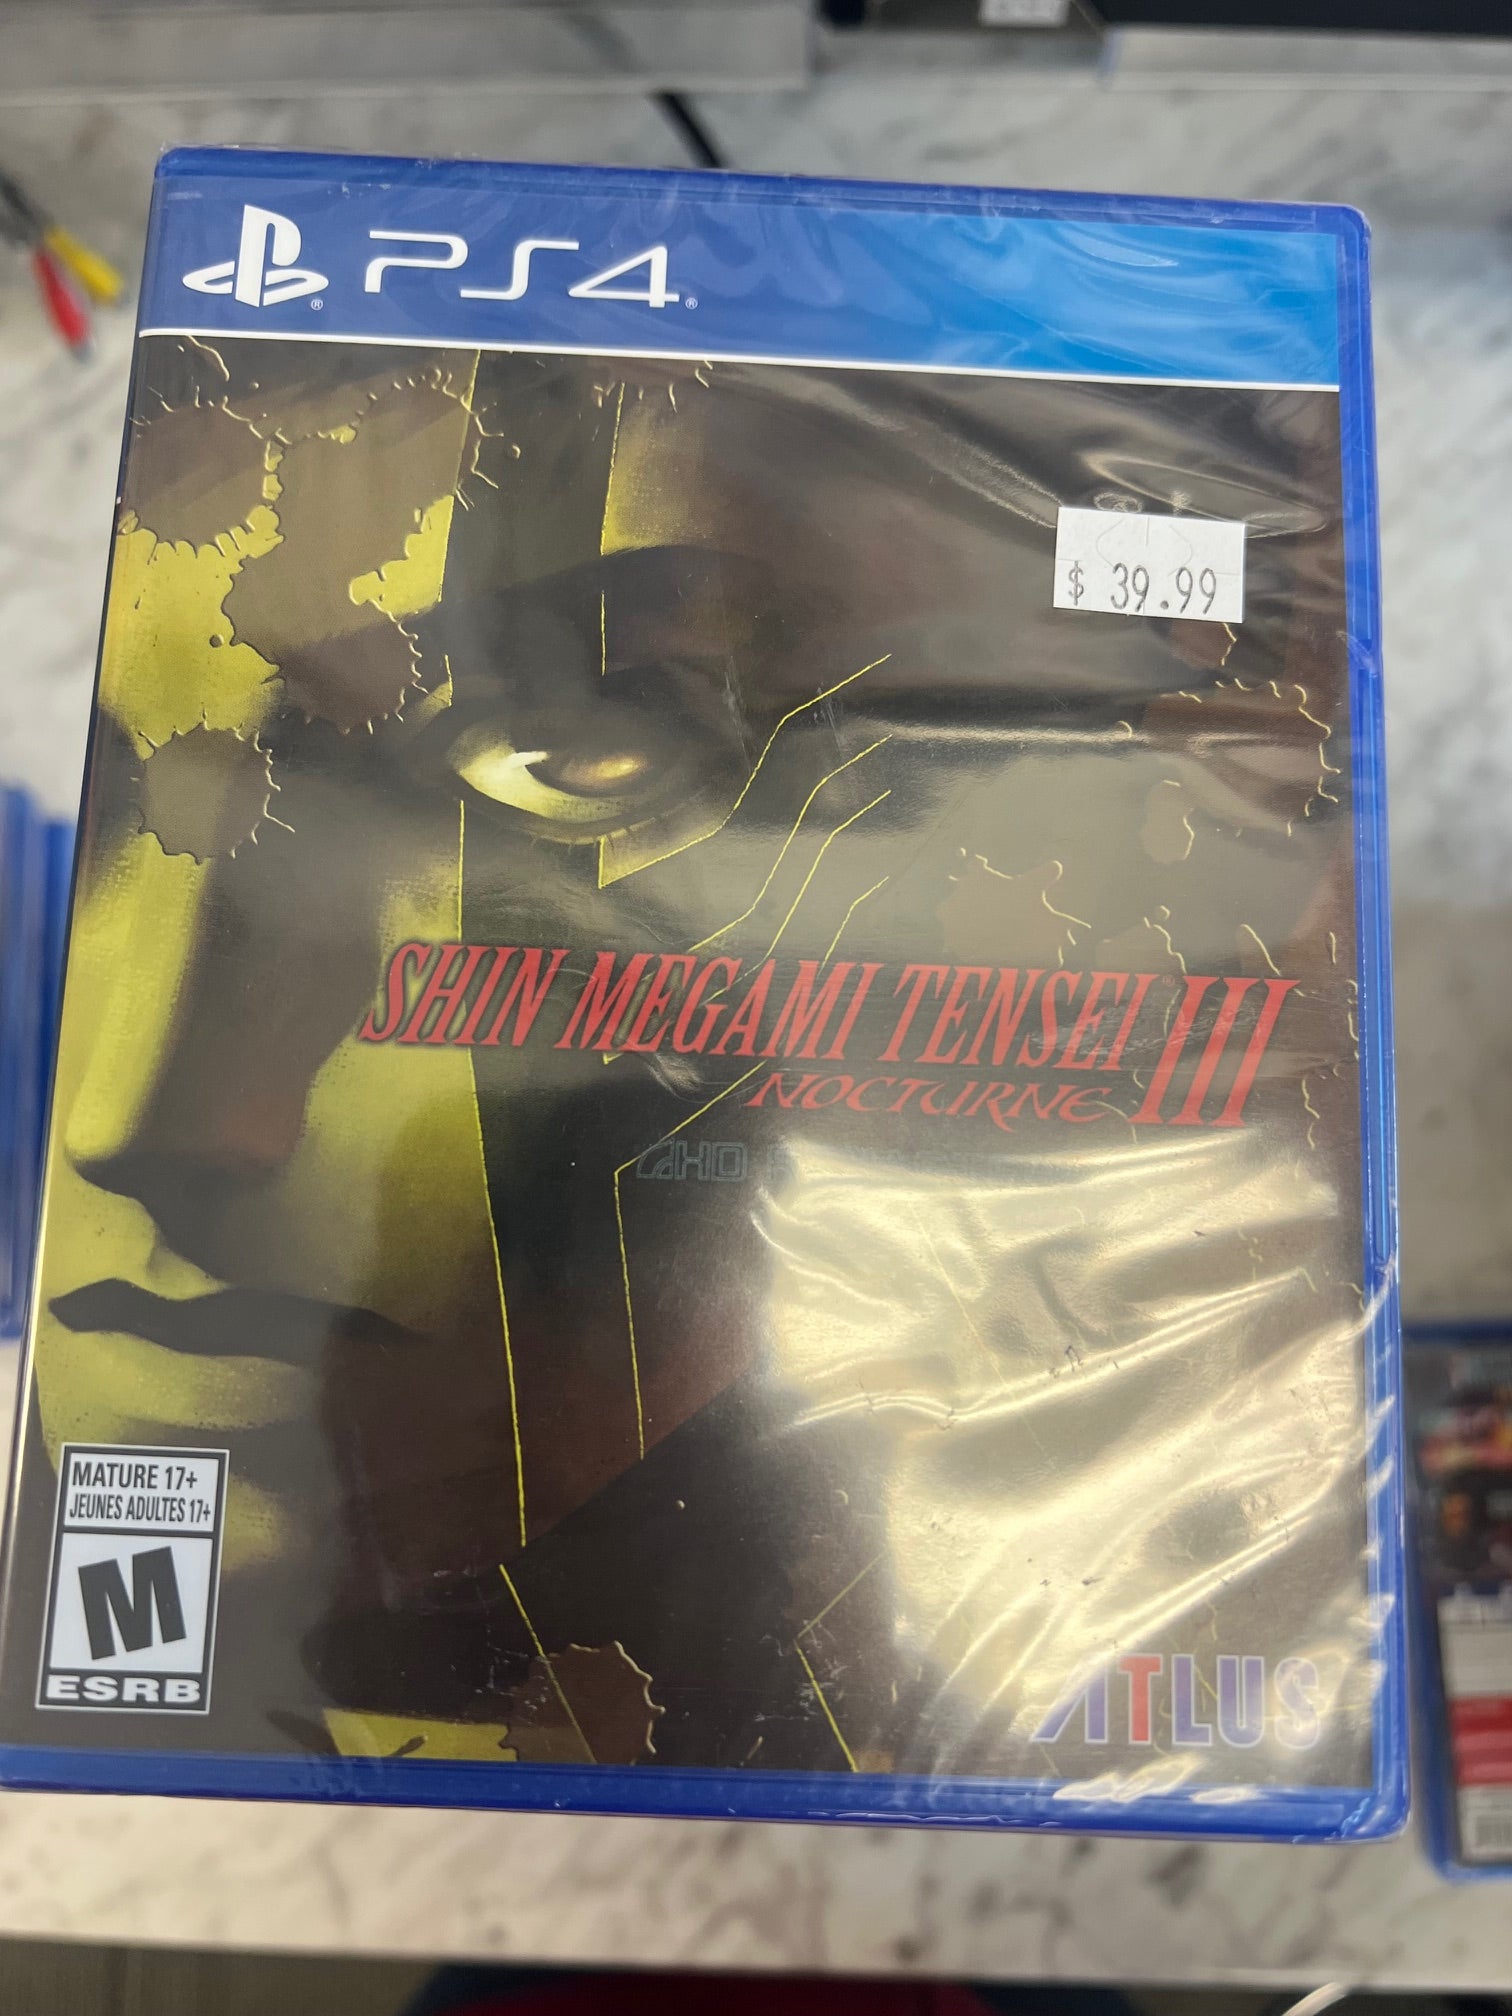 PS4
$ 39.99
SHIN MEGAMI TENSEI III
NOCTURNE
HD
MATURE 17+
JEUNES ADULTES 17+
M
ESRB
ATLUS